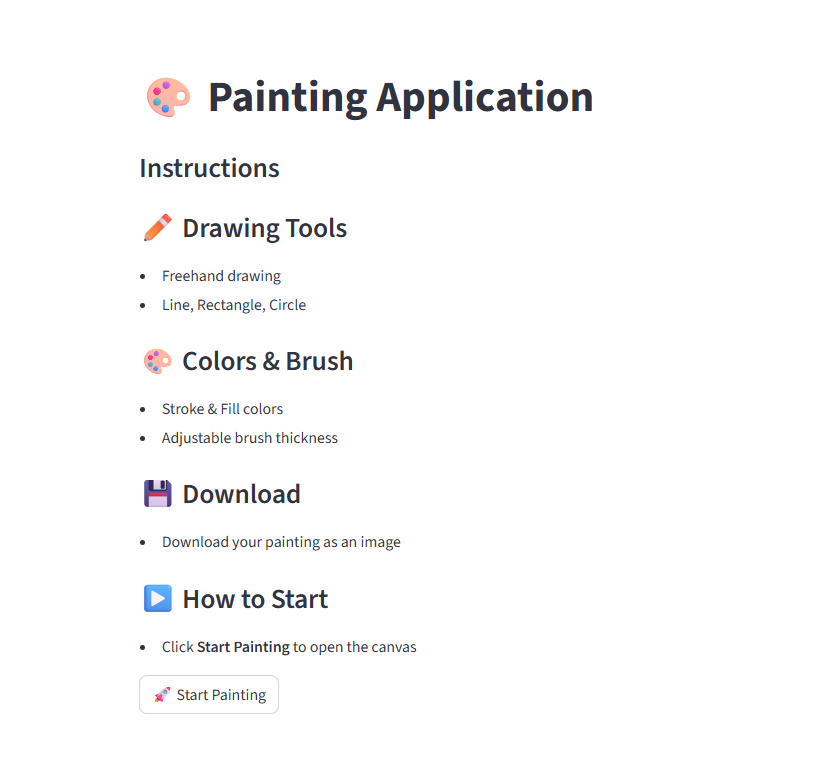 Painting Application
Instructions
Drawing Tools
Freehand drawing
Line, Rectangle, Circle
Colors & Brush
Stroke & Fill colors
Adjustable brush thickness
Download
Download your painting as an image
How to Start
Click Start Painting to open the canvas
Start Painting